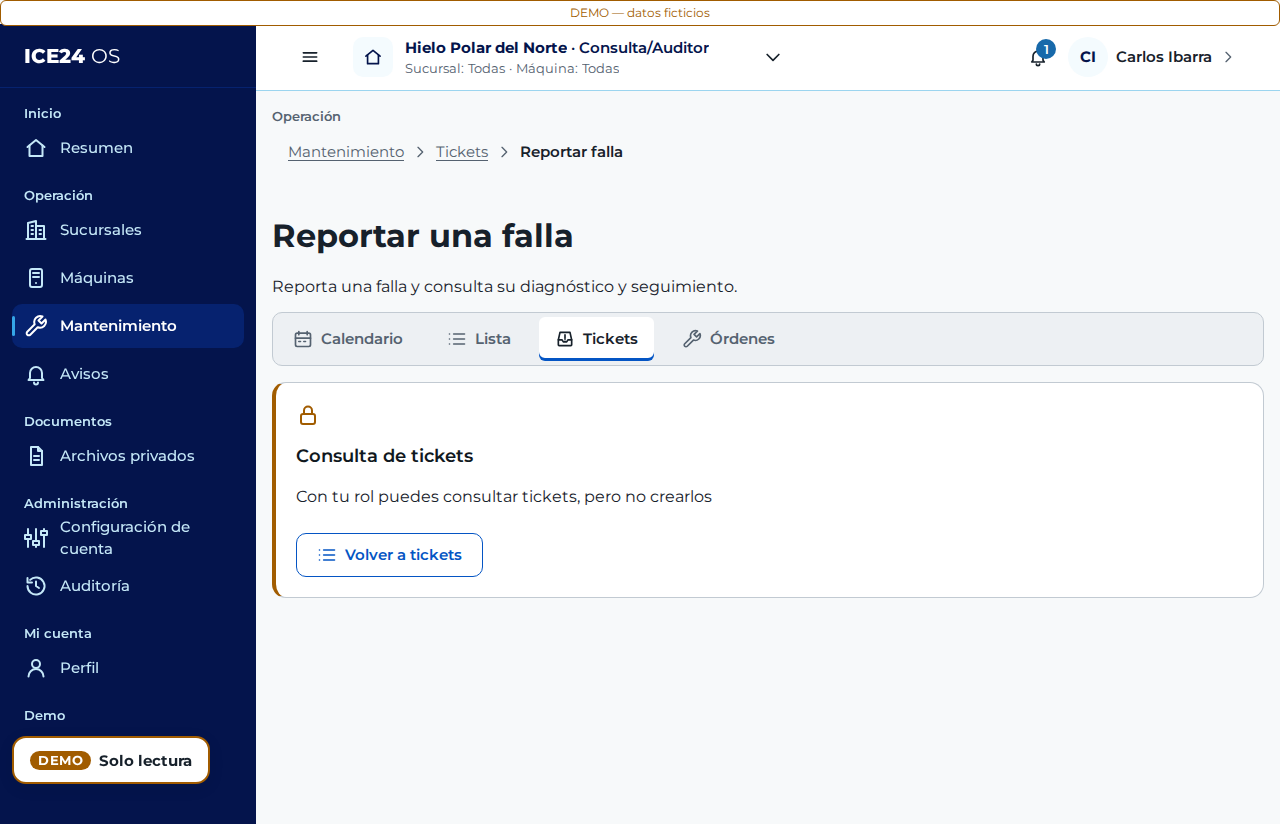 DEMO — datos ficticios
ICE24 OS
Inicio
Resumen
Operación
Sucursales
Máquinas
Mantenimiento
Avisos
Documentos
Archivos privados
Administración
Configuración de
cuenta
Auditoría
Mi cuenta
Perfil
Demo
DEMO Solo lectura
Hielo Polar del Norte · Consulta/Auditor
Sucursal: Todas · Máquina: Todas
1
CI Carlos Ibarra
Operación
Mantenimiento Tickets Reportar falla
Reportar una falla
Reporta una falla y consulta su diagnóstico y seguimiento.
Calendario Lista Tickets Órdenes
Consulta de tickets
Con tu rol puedes consultar tickets, pero no crearlos
Volver a tickets